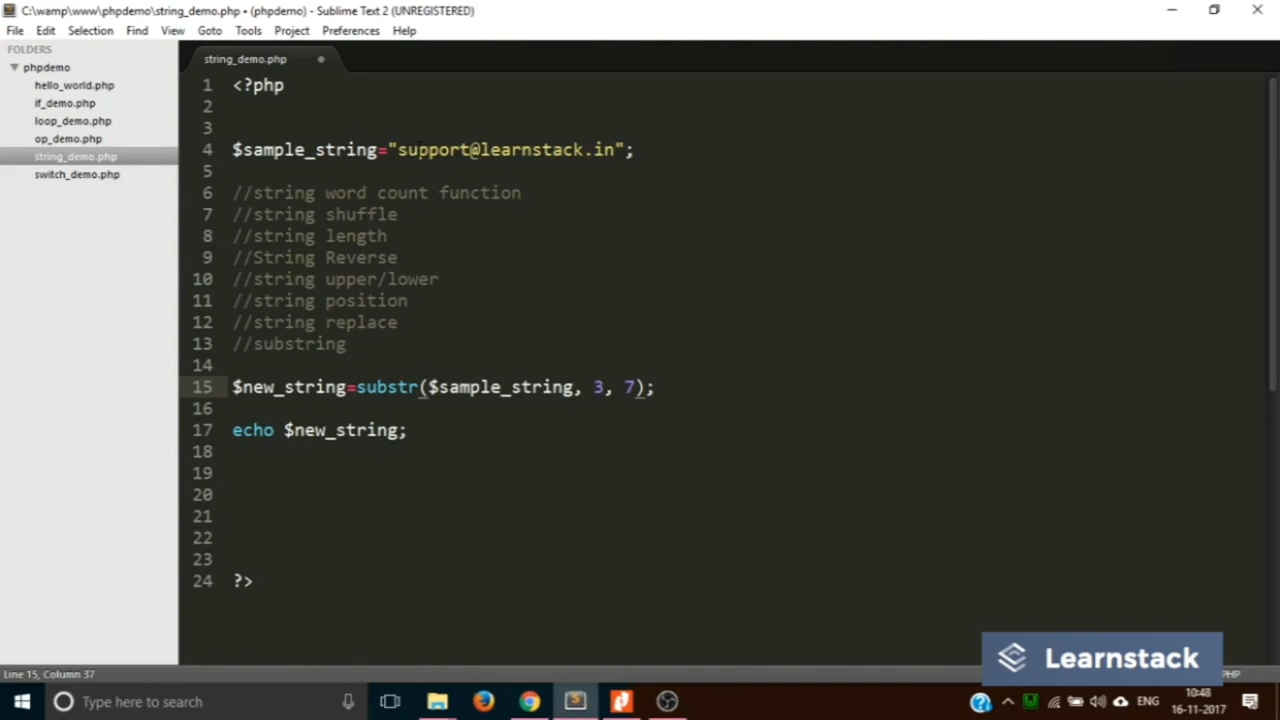 C:\wamp\www\phpdemo\string_demo.php • (phpdemo) - Sublime Text 2 (UNREGISTERED)
File Edit Selection Find View Goto Tools Project Preferences Help
FOLDERS
phpdemo
hello_world.php
if_demo.php
loop_demo.php
op_demo.php
string_demo.php
switch_demo.php
string_demo.php
1 <?php
2
3
4 $sample_string="support@learnstack.in";
5
6 //string word count function
7 //string shuffle
8 //string length
9 //String Reverse
10 //string upper/lower
11 //string position
12 //string replace
13 //substring
14
15 $new_string=substr($sample_string, 3, 7);
16
17 echo $new_string;
18
19
20
21
22
23
24 ?>
Learnstack
Line 15, Column 37
PHP
Type here to search
ENG
10:48
16-11-2017